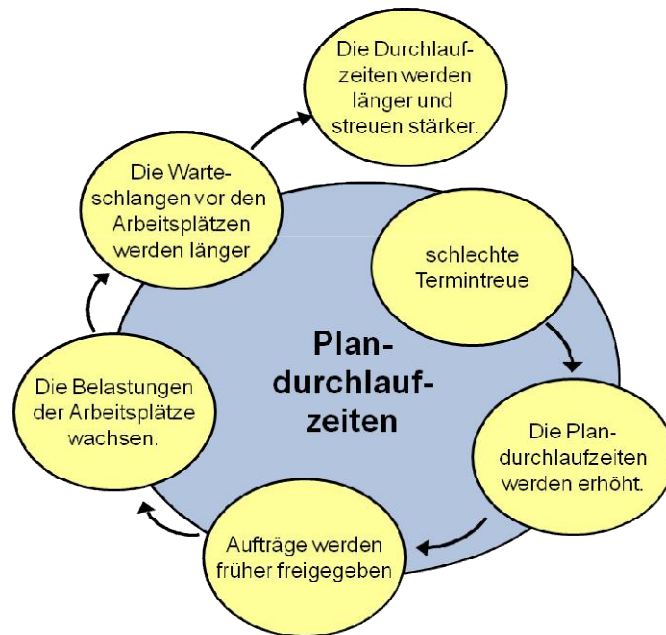 Die Durchlauf-
zeiten werden
länger und
streuen stärker.
Die Warte-
schlangen vor den
Arbeitsplätzen
werden länger
schlechte
Termintreue
Plan-
durchlauf-
zeiten
Die Belastungen
der Arbeitsplätze
wachsen.
Die Plan-
durchlaufzeiten
werden erhöht.
Aufträge werden
früher freigegeben